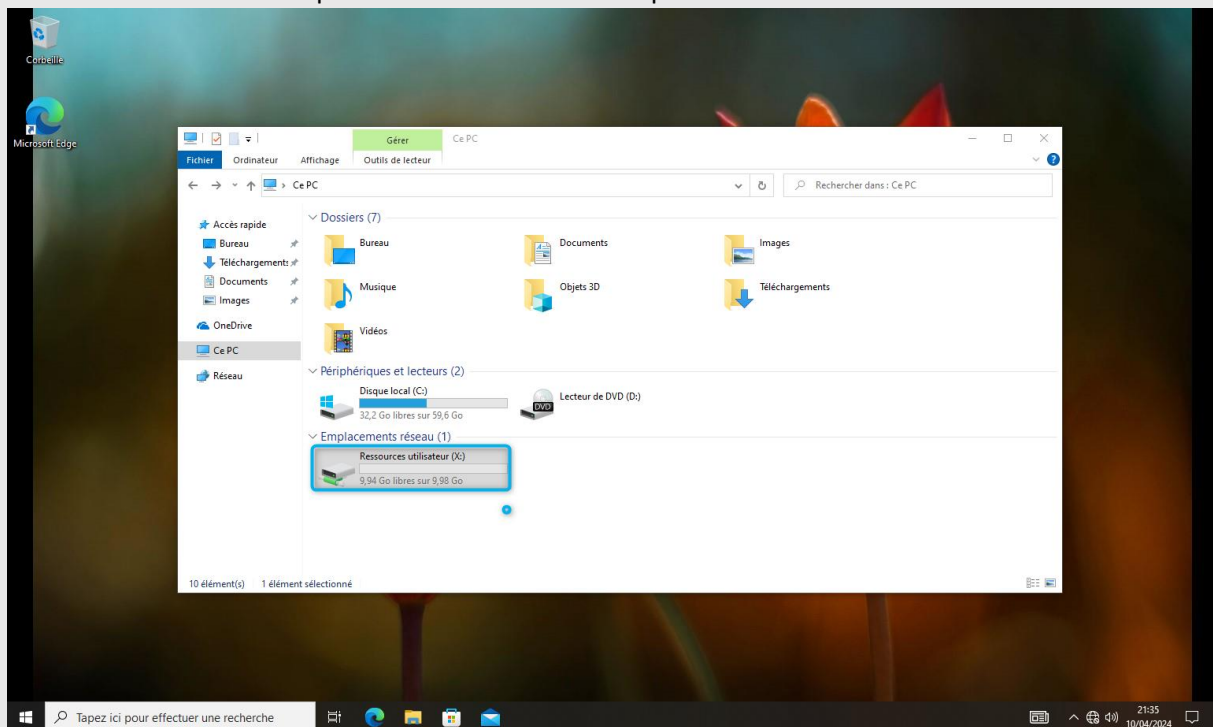 Corbeille
Microsoft Edge
Gérer
Ce PC
Fichier
Ordinateur
Affichage
Outils de lecteur
Ce PC
Rechercher dans : Ce PC
Accès rapide
Bureau
Téléchargements
Documents
Images
OneDrive
Ce PC
Réseau
Dossiers (7)
Bureau
Documents
Images
Musique
Objets 3D
Téléchargements
Vidéos
Périphériques et lecteurs (2)
Disque local (C:)
32,2 Go libres sur 59,6 Go
DVD
Lecteur de DVD (D:)
Emplacements réseau (1)
Ressources utilisateur (X:)
9,94 Go libres sur 9,98 Go
10 élément(s)
1 élément sélectionné
Tapez ici pour effectuer une recherche
21:35
10/04/2024